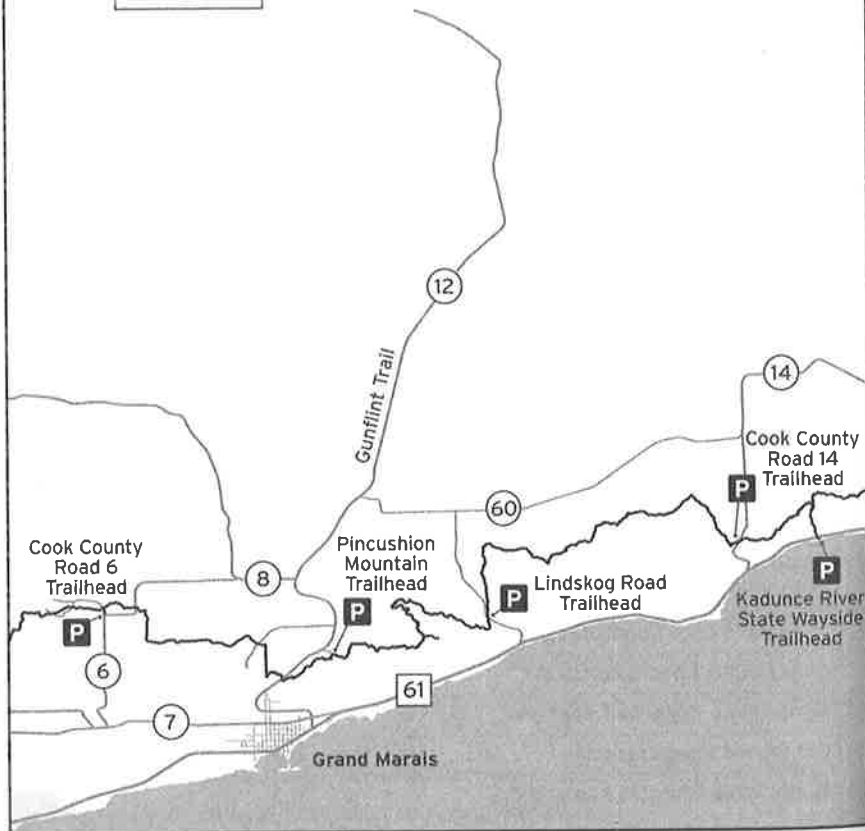 12
Gunflint Trail
14
Cook County
Road 14
Trailhead
P
60
Cook County
Road 6
Trailhead
P
8
Pincushion
Mountain
Trailhead
P
P
Lindskog Road
Trailhead
P
Kadunce River
State Wayside
Trailhead
6
61
7
Grand Marais